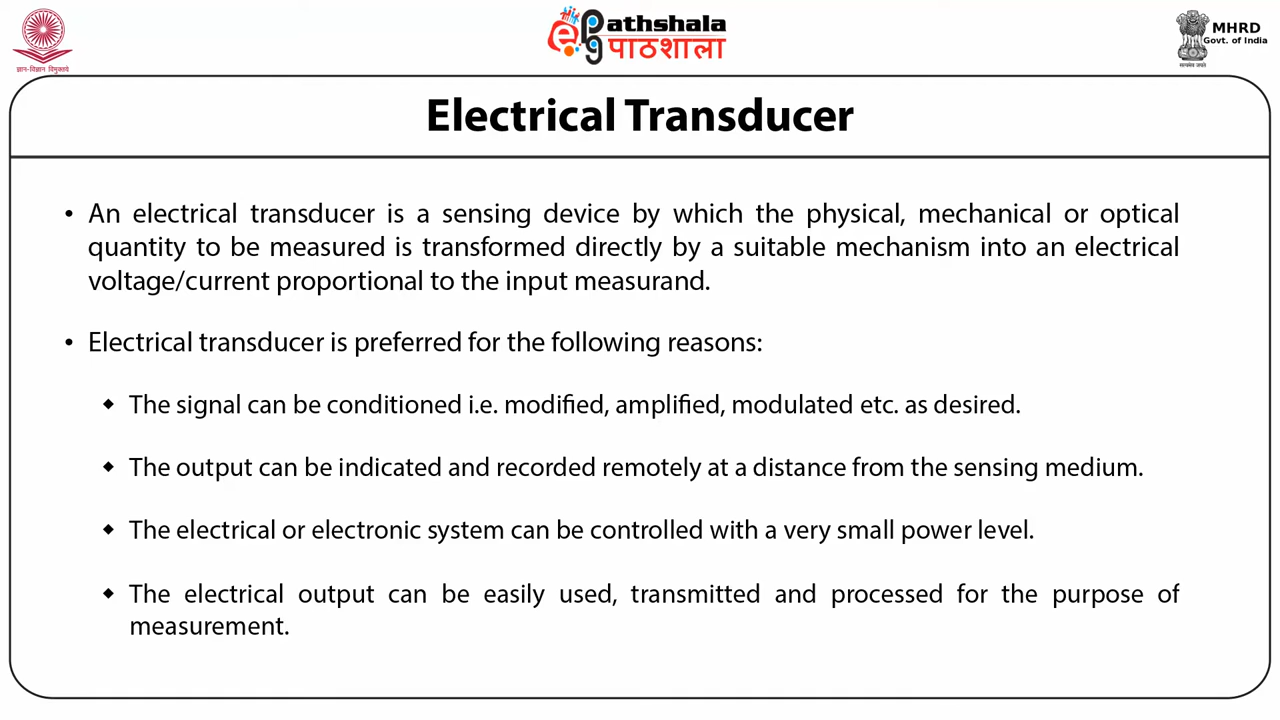 ज्ञान-विज्ञान विमुक्तये
epg athshala
पाठशाला
MHRD
Govt. of India
सत्यमेव जयते
Electrical Transducer
• An electrical transducer is a sensing device by which the physical, mechanical or optical
quantity to be measured is transformed directly by a suitable mechanism into an electrical
voltage/current proportional to the input measurand.
• Electrical transducer is preferred for the following reasons:
◆ The signal can be conditioned i.e. modified, amplified, modulated etc. as desired.
◆ The output can be indicated and recorded remotely at a distance from the sensing medium.
◆ The electrical or electronic system can be controlled with a very small power level.
◆ The electrical output can be easily used, transmitted and processed for the purpose of
measurement.